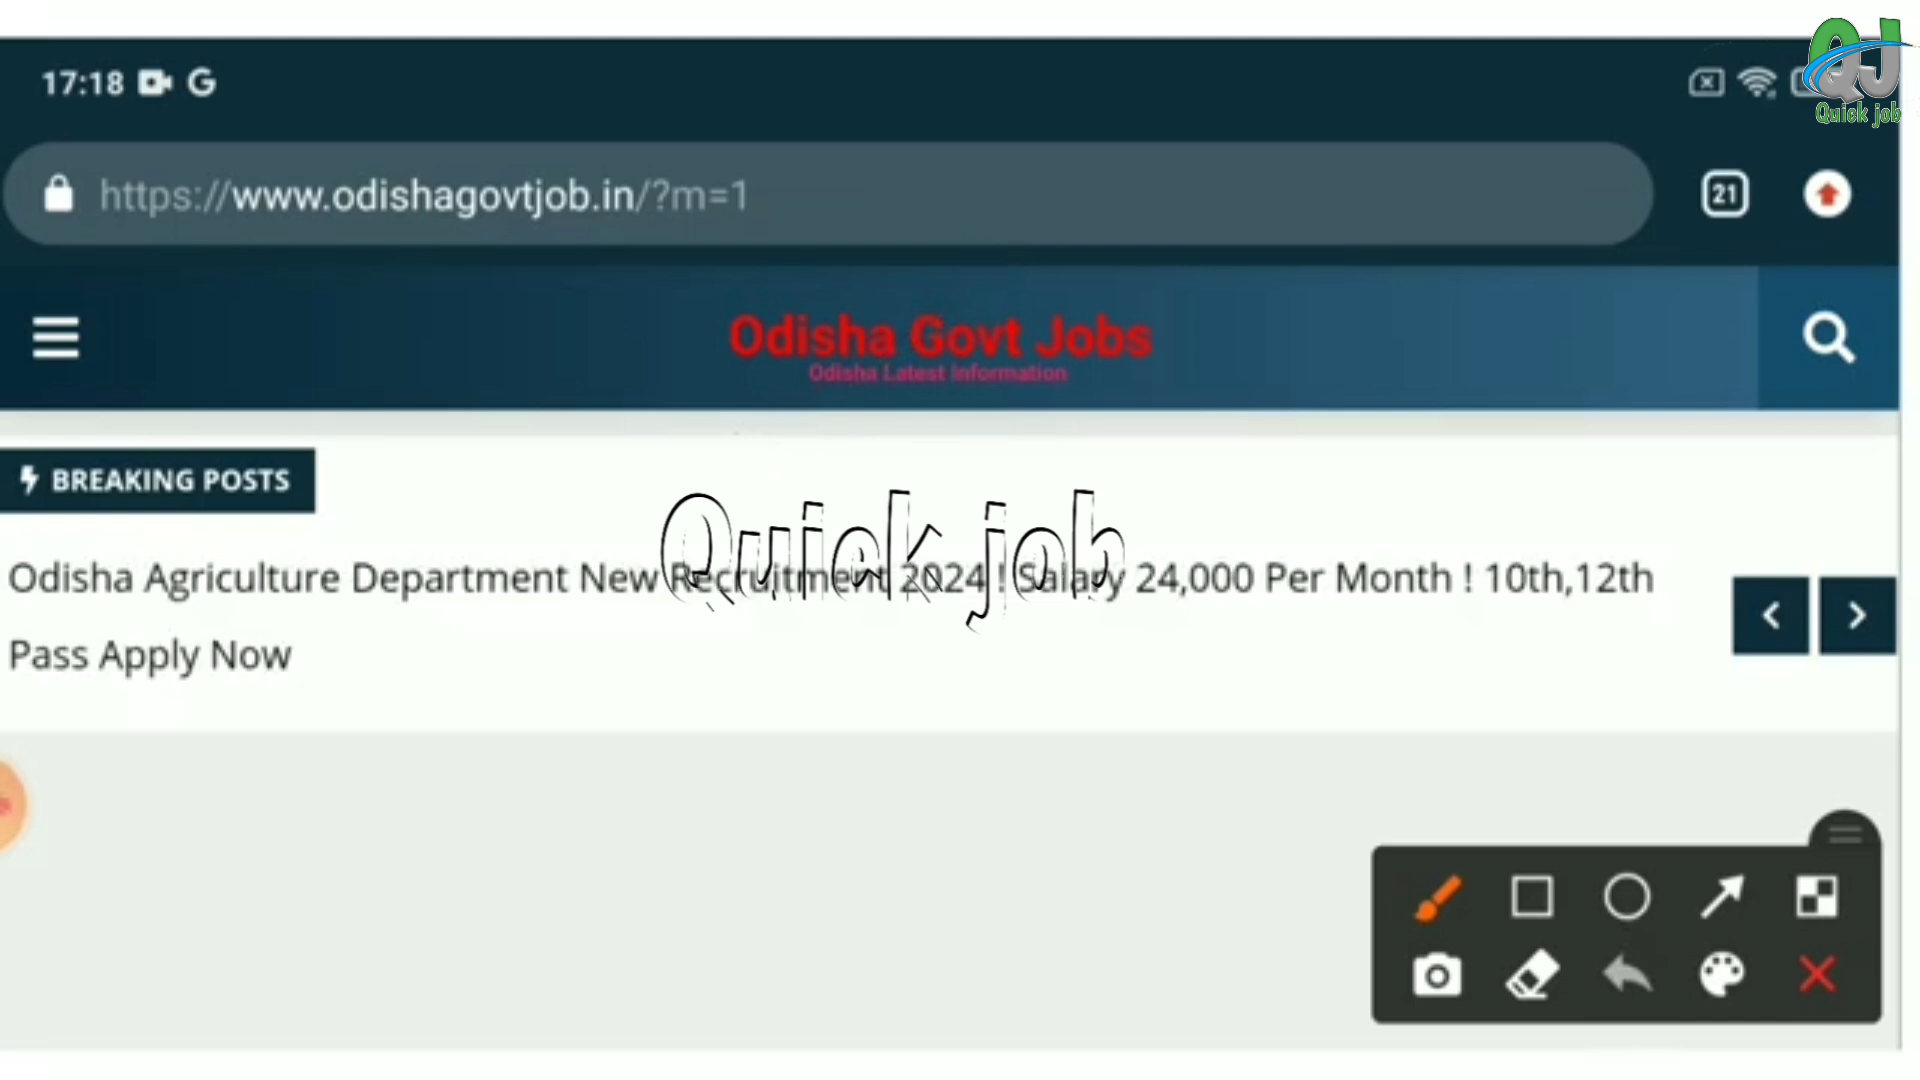 17:18
QJ
Quick job
https://www.odishagovtjob.in/?m=1
21
Odisha Govt Jobs
Odisha Latest Information
BREAKING POSTS
Quick job
Odisha Agriculture Department New Recruitment 2024 ! Salary 24,000 Per Month ! 10th,12th
Pass Apply Now